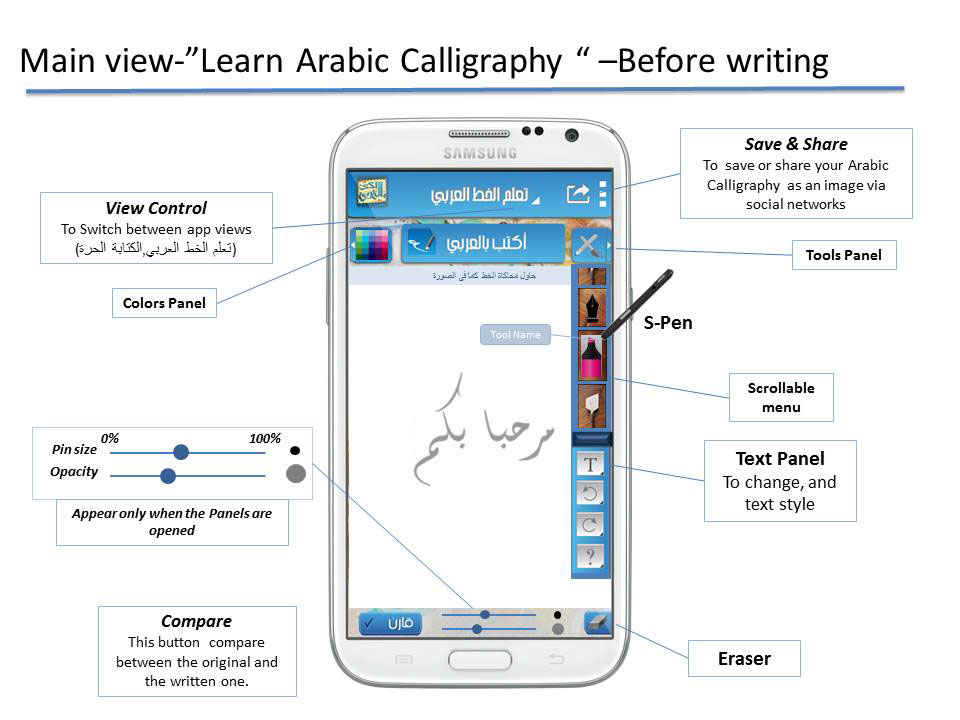 Main view-”Learn Arabic Calligraphy “ –Before writing
SAMSUNG
تعلم الخط العربي
أكتب بالعربي
حاول محاكاة الخط كما في الصورة
Tool Name
مرحبا بكم
T
?
قارن
View Control
To Switch between app views
(تعلم الخط العربي,الكتابة الحرة)
Colors Panel
0% 100%
Pin size
Opacity
Appear only when the Panels are
opened
Compare
This button compare
between the original and
the written one.
Save & Share
To save or share your Arabic
Calligraphy as an image via
social networks
Tools Panel
S-Pen
Scrollable
menu
Text Panel
To change, and
text style
Eraser